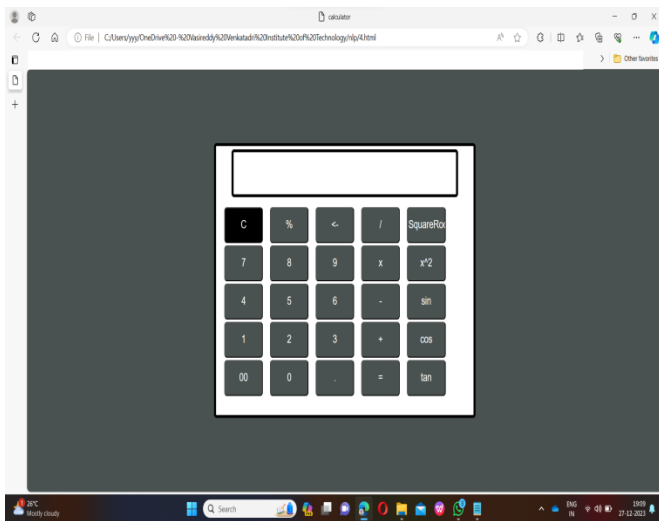 calculator
File | C:/Users/yyy/OneDrive%20-%20Vasireddy%20Venkatadri%20Institute%20of%20Technology/nlp/4.html
Other favorites
C % <- / SquareRoo
7 8 9 x x^2
4 5 6 - sin
1 2 3 + cos
00 0 . = tan
26°C
Mostly cloudy
Search
ENG
IN
19:09
27-12-2023